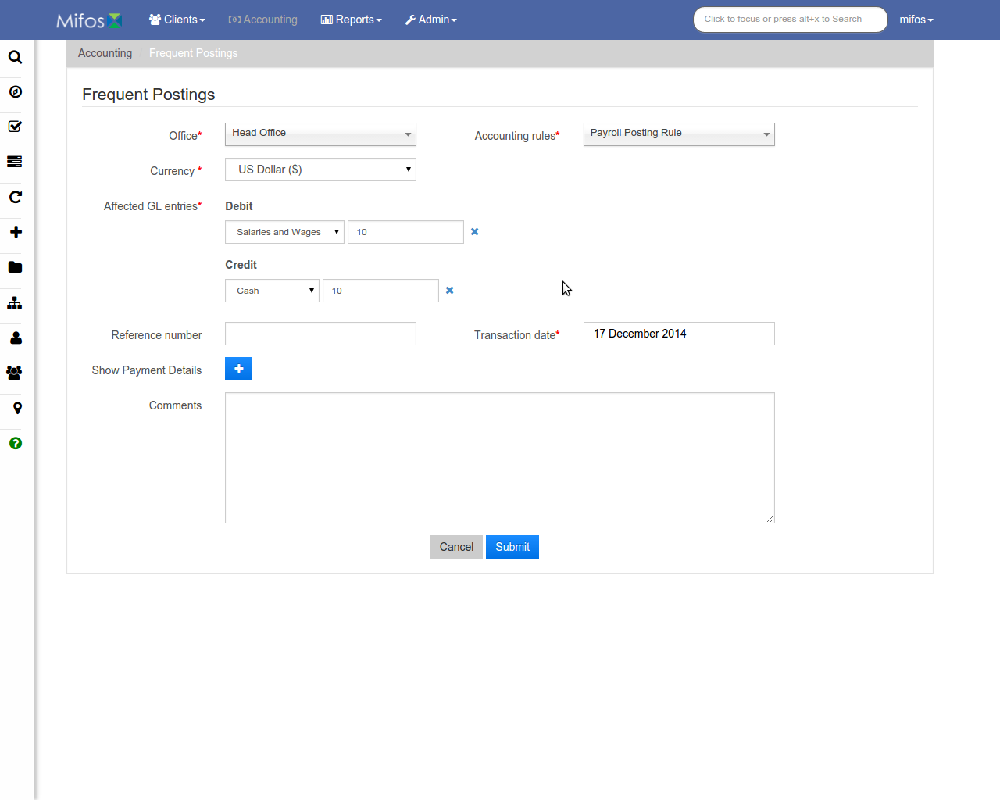 Mifos Clients Accounting Reports Admin Click to focus or press alt+x to Search mifos
Accounting Frequent Postings
Frequent Postings
Office* Head Office Accounting rules* Payroll Posting Rule
Currency * US Dollar ($)
Affected GL entries* Debit
Salaries and Wages 10
Credit
Cash 10
Reference number Transaction date* 17 December 2014
Show Payment Details +
Comments
Cancel Submit